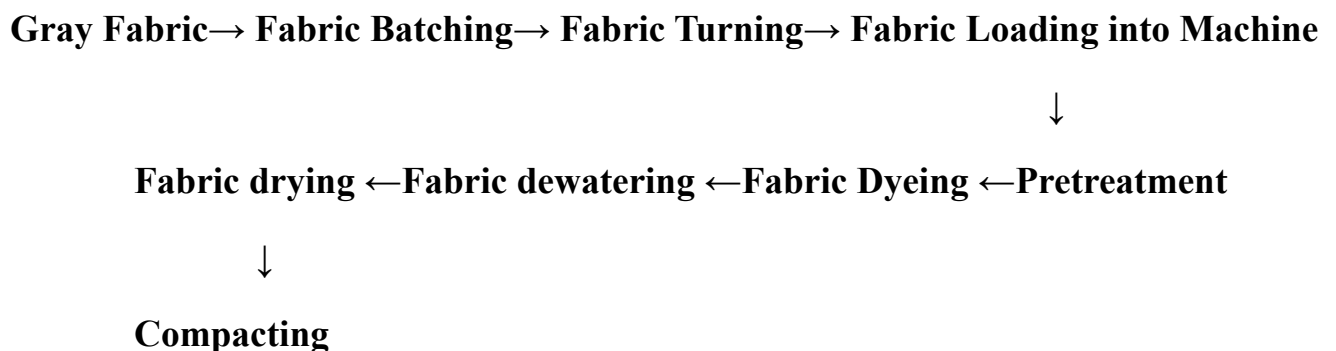 Gray Fabric→ Fabric Batching→ Fabric Turning→ Fabric Loading into Machine
↓
Fabric drying ←Fabric dewatering ←Fabric Dyeing ←Pretreatment
↓
Compacting